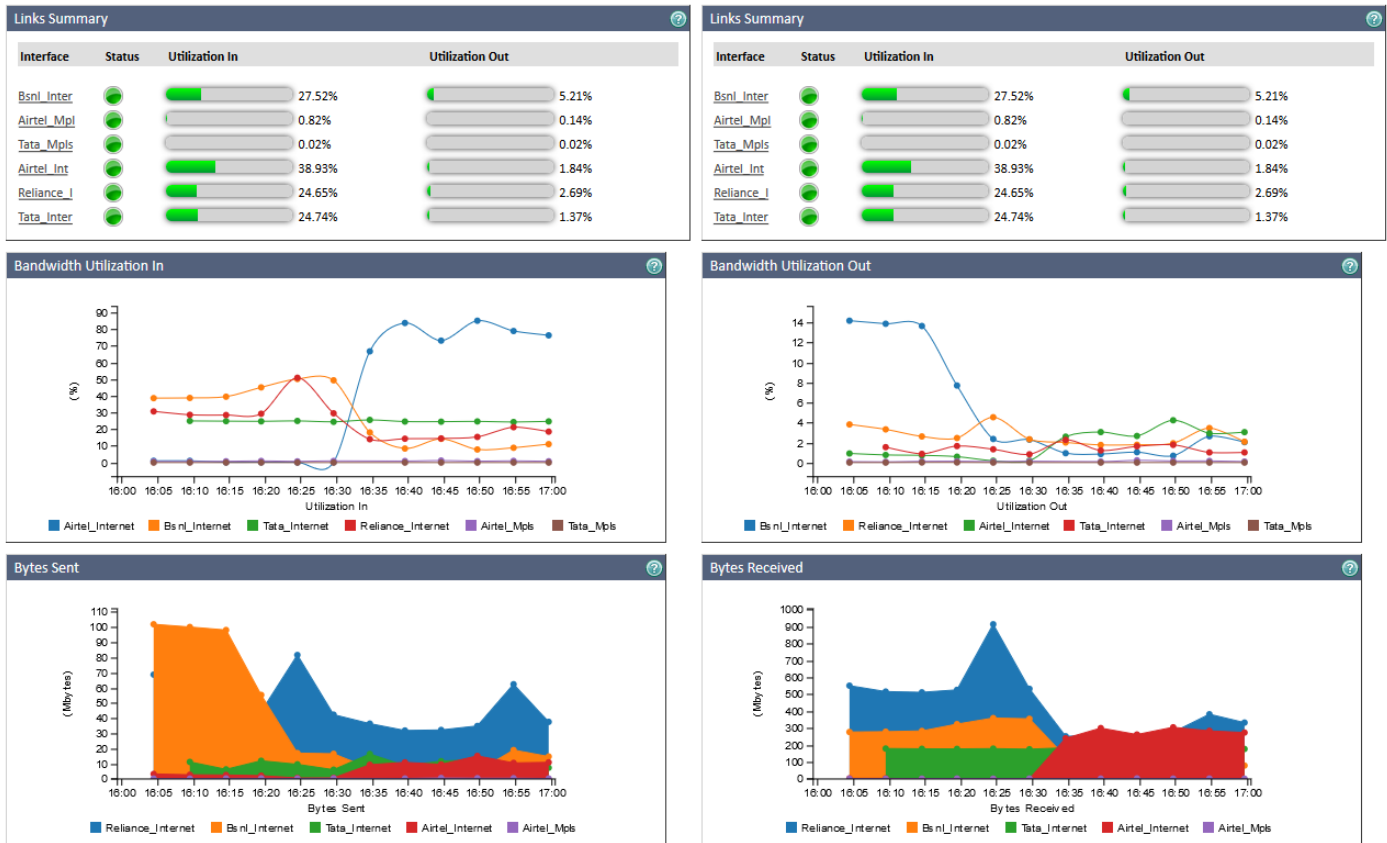 Links Summary
Interface Status Utilization In Utilization Out
Bsnl_Inter 27.52% 5.21%
Airtel_Mpl 0.82% 0.14%
Tata_Mpls 0.02% 0.02%
Airtel_Int 38.93% 1.84%
Reliance_I 24.65% 2.69%
Tata_Inter 24.74% 1.37%
Links Summary
Interface Status Utilization In Utilization Out
Bsnl_Inter 27.52% 5.21%
Airtel_Mpl 0.82% 0.14%
Tata_Mpls 0.02% 0.02%
Airtel_Int 38.93% 1.84%
Reliance_I 24.65% 2.69%
Tata_Inter 24.74% 1.37%
Bandwidth Utilization In
90
80
70
60
50
40
30
20
10
0
(%)
16:00 16:05 16:10 16:15 16:20 16:25 16:30 16:35 16:40 16:45 16:50 16:55 17:00
Utilization In
Airtel_Internet Bsnl_Internet Tata_Internet Reliance_Internet Airtel_Mpls Tata_Mpls
Bandwidth Utilization Out
14
12
10
8
6
4
2
0
(%)
16:00 16:05 16:10 16:15 16:20 16:25 16:30 16:35 16:40 16:45 16:50 16:55 17:00
Utilization Out
Bsnl_Internet Reliance_Internet Airtel_Internet Tata_Internet Airtel_Mpls Tata_Mpls
Bytes Sent
110
100
90
80
70
60
50
40
30
20
10
0
(Mbytes)
16:00 16:05 16:10 16:15 16:20 16:25 16:30 16:35 16:40 16:45 16:50 16:55 17:00
Bytes Sent
Reliance_Internet Bsnl_Internet Tata_Internet Airtel_Internet Airtel_Mpls
Bytes Received
1000
900
800
700
600
500
400
300
200
100
0
(Mbytes)
16:00 16:05 16:10 16:15 16:20 16:25 16:30 16:35 16:40 16:45 16:50 16:55 17:00
Bytes Received
Reliance_Internet Bsnl_Internet Tata_Internet Airtel_Internet Airtel_Mpls